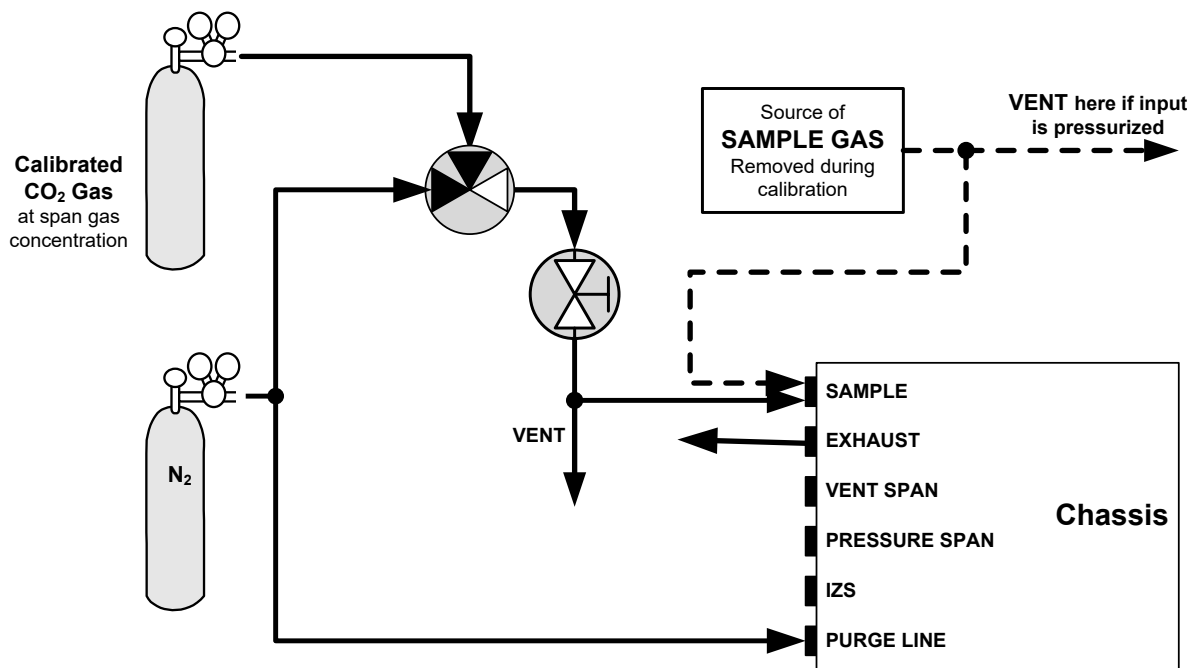 Calibrated
CO₂ Gas
at span gas
concentration
Source of
SAMPLE GAS
Removed during
calibration
VENT here if input
is pressurized
N₂
VENT
SAMPLE
EXHAUST
VENT SPAN
PRESSURE SPAN
IZS
PURGE LINE
Chassis